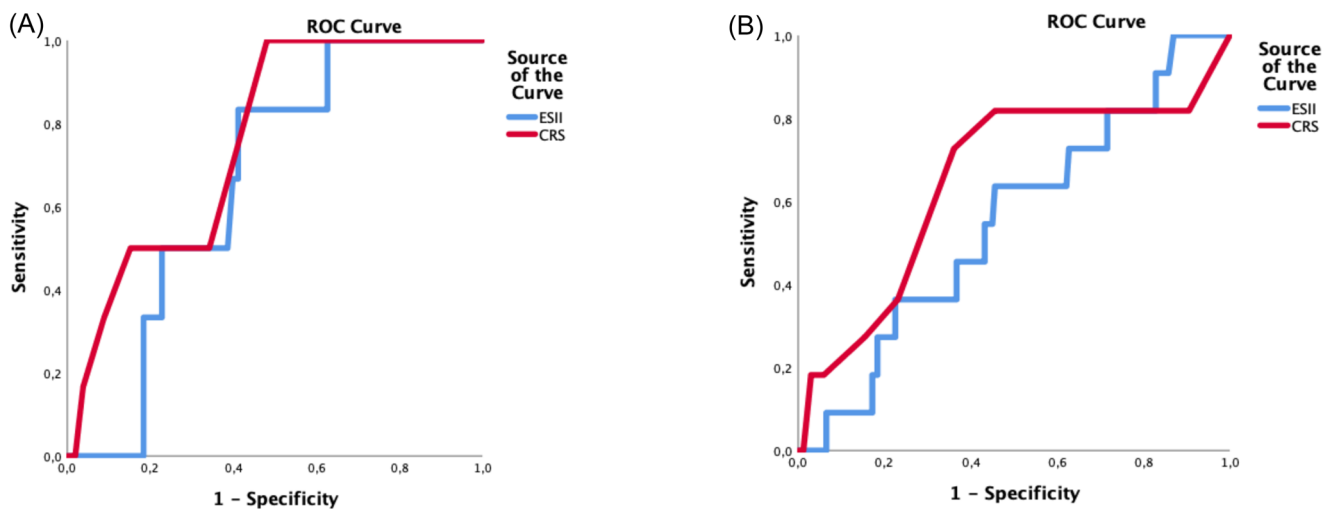 (A)
ROC Curve
Source
of the
Curve
ESII
CRS
1,0
0,8
0,6
0,4
0,2
0,0
Sensitivity
0,0
0,2
0,4
0,6
0,8
1,0
1 - Specificity
(B)
ROC Curve
Source
of the
Curve
ESII
CRS
1,0
0,8
0,6
0,4
0,2
0,0
Sensitivity
0,0
0,2
0,4
0,6
0,8
1,0
1 - Specificity